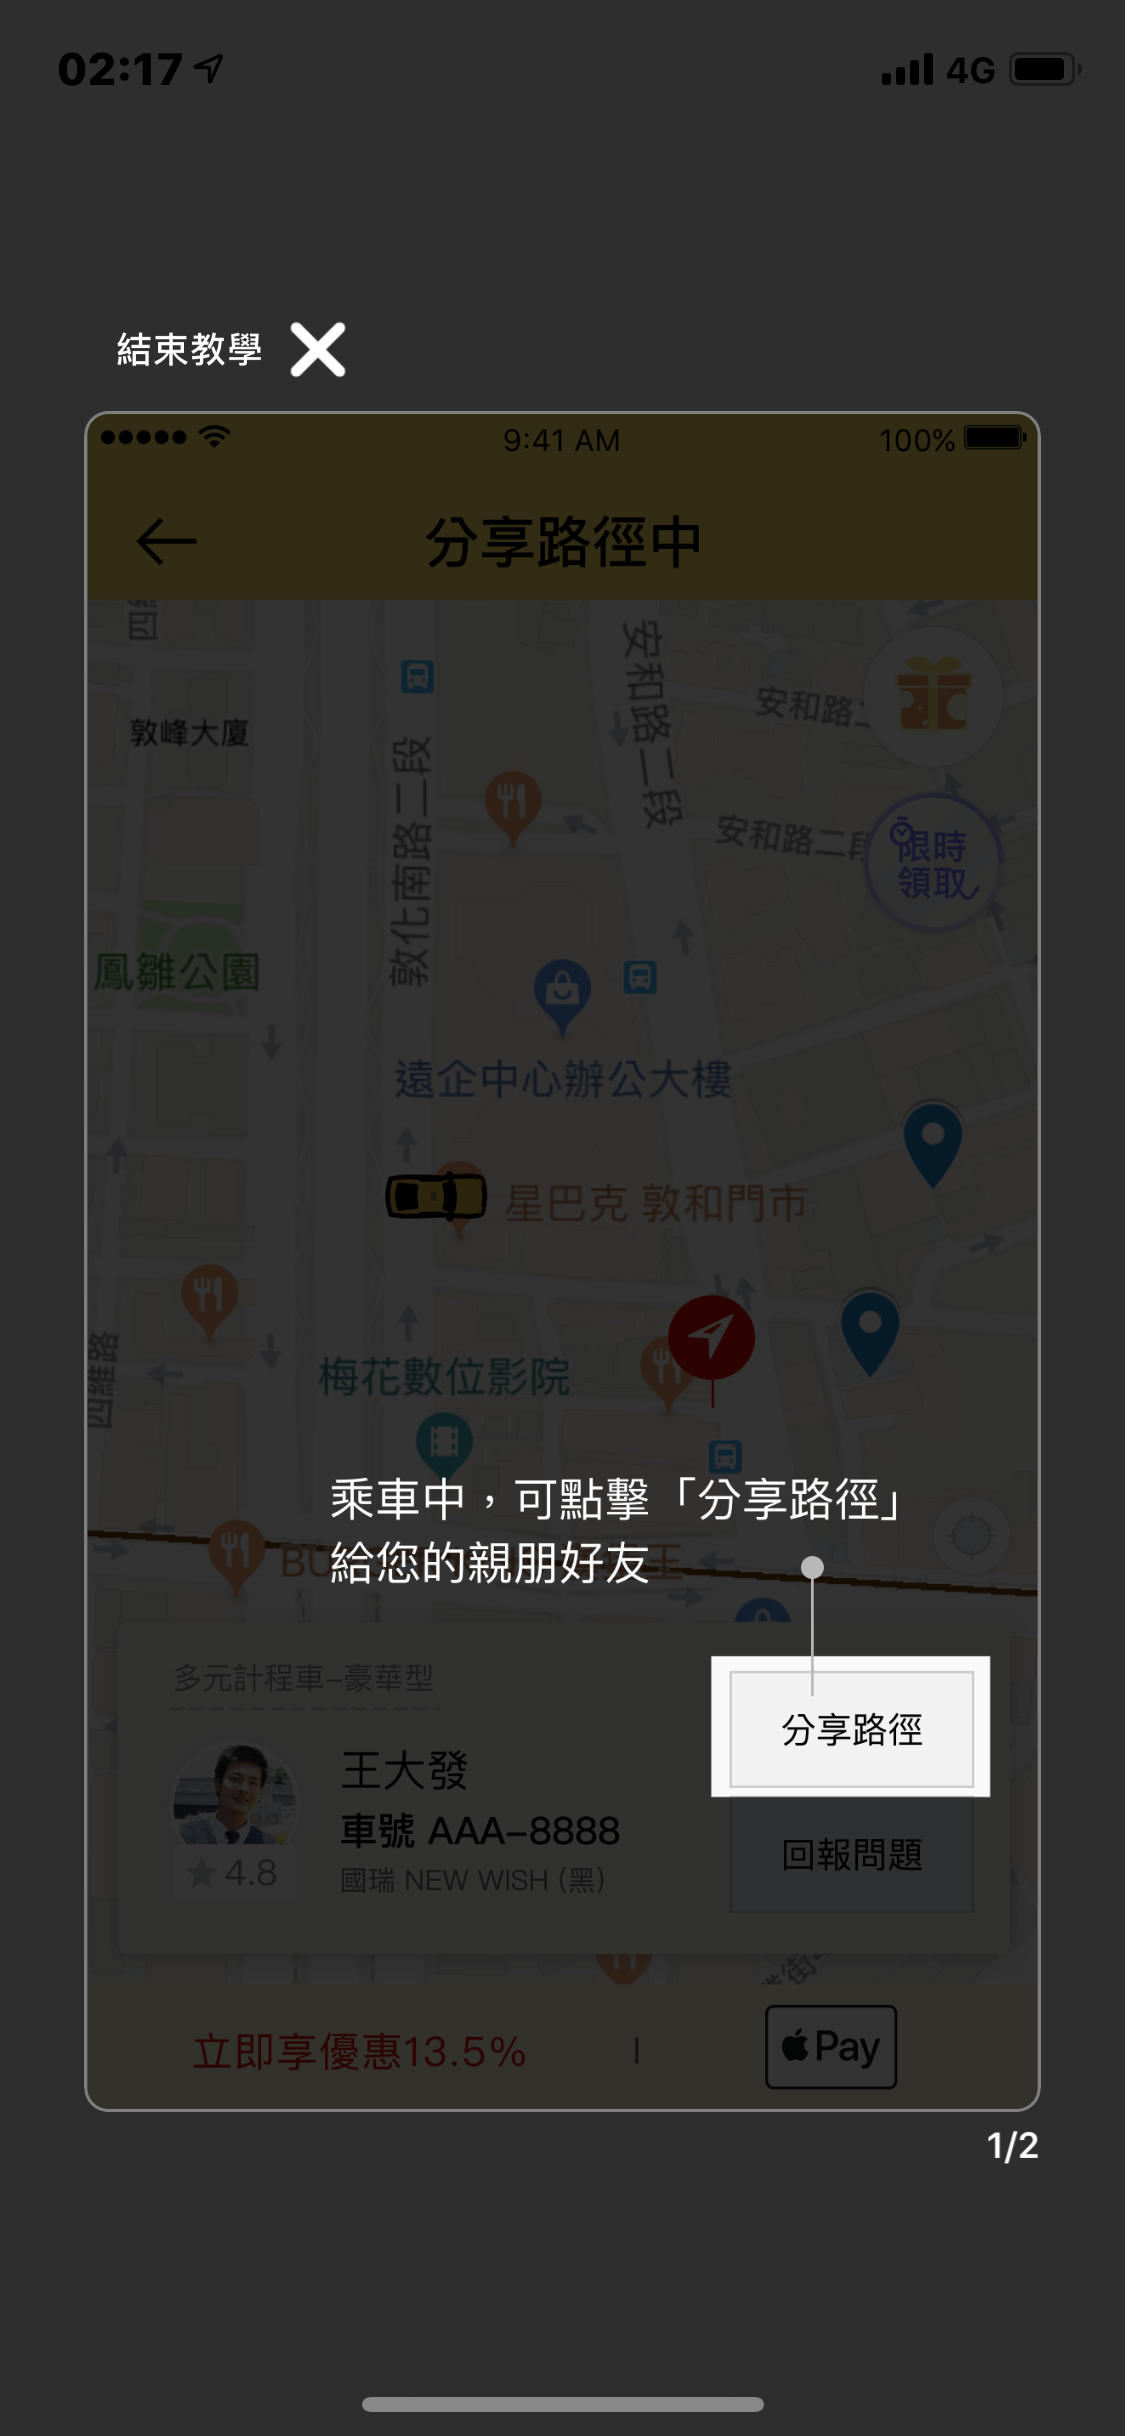 02:17
4G
結束教學
9:41 AM
100%
分享路徑中
敦峰大廈
安和路二段
敦化南路二段
安和路二
安和路二段
限時
領取
鳳雛公園
遠企中心辦公大樓
星巴克 敦和門市
四維路
梅花數位影院
乘車中，可點擊「分享路徑」
給您的親朋好友
多元計程車-豪華型
分享路徑
王大發
車號 AAA-8888
國瑞 NEW WISH (黑)
4.8
回報問題
立即享優惠13.5%
Pay
1/2